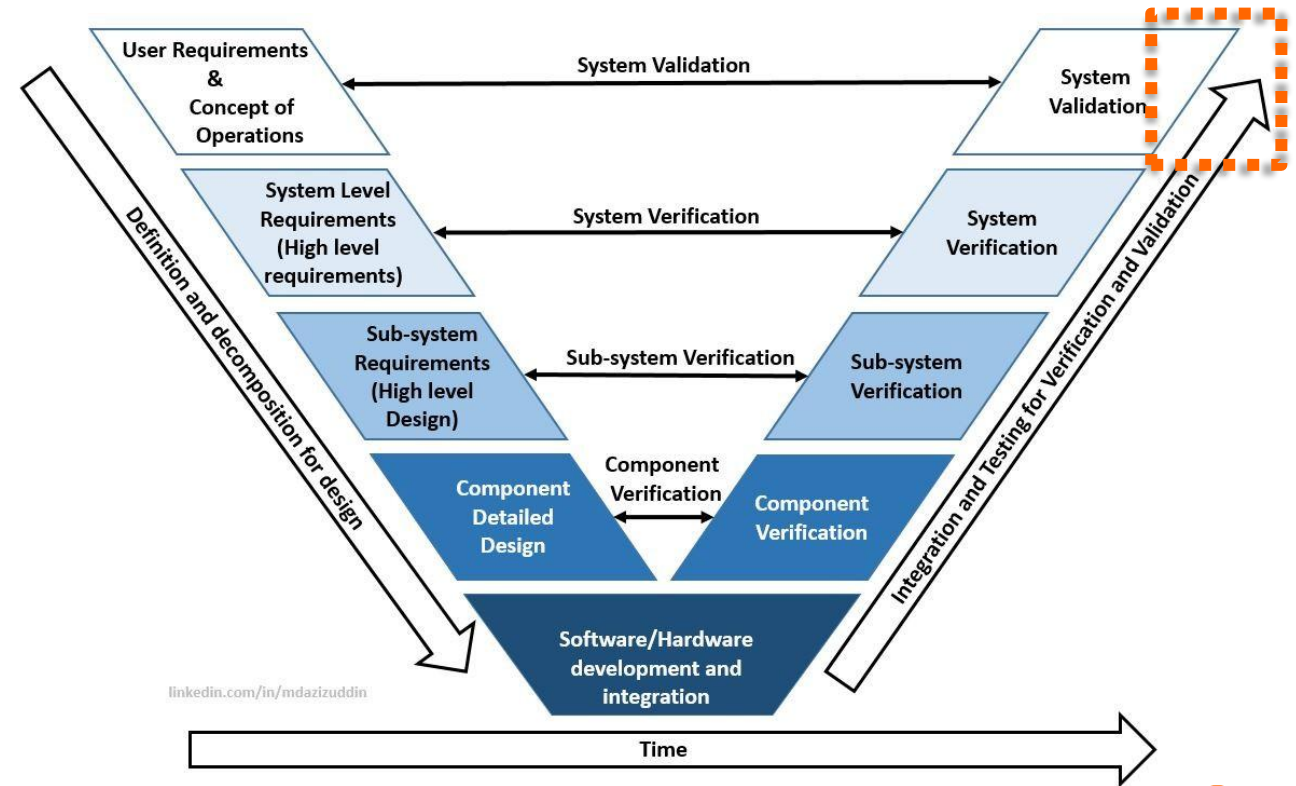 User Requirements
&
Concept of
Operations
System Validation
System
Validation
System Level
Requirements
(High level
requirements)
System Verification
System
Verification
Sub-system
Requirements
(High level
Design)
Sub-system Verification
Sub-system
Verification
Component
Detailed
Design
Component
Verification
Component
Verification
Software/Hardware
development and
integration
Definition and decomposition for design
Integration and Testing for Verification and Validation
linkedin.com/in/mdazizuddin
Time